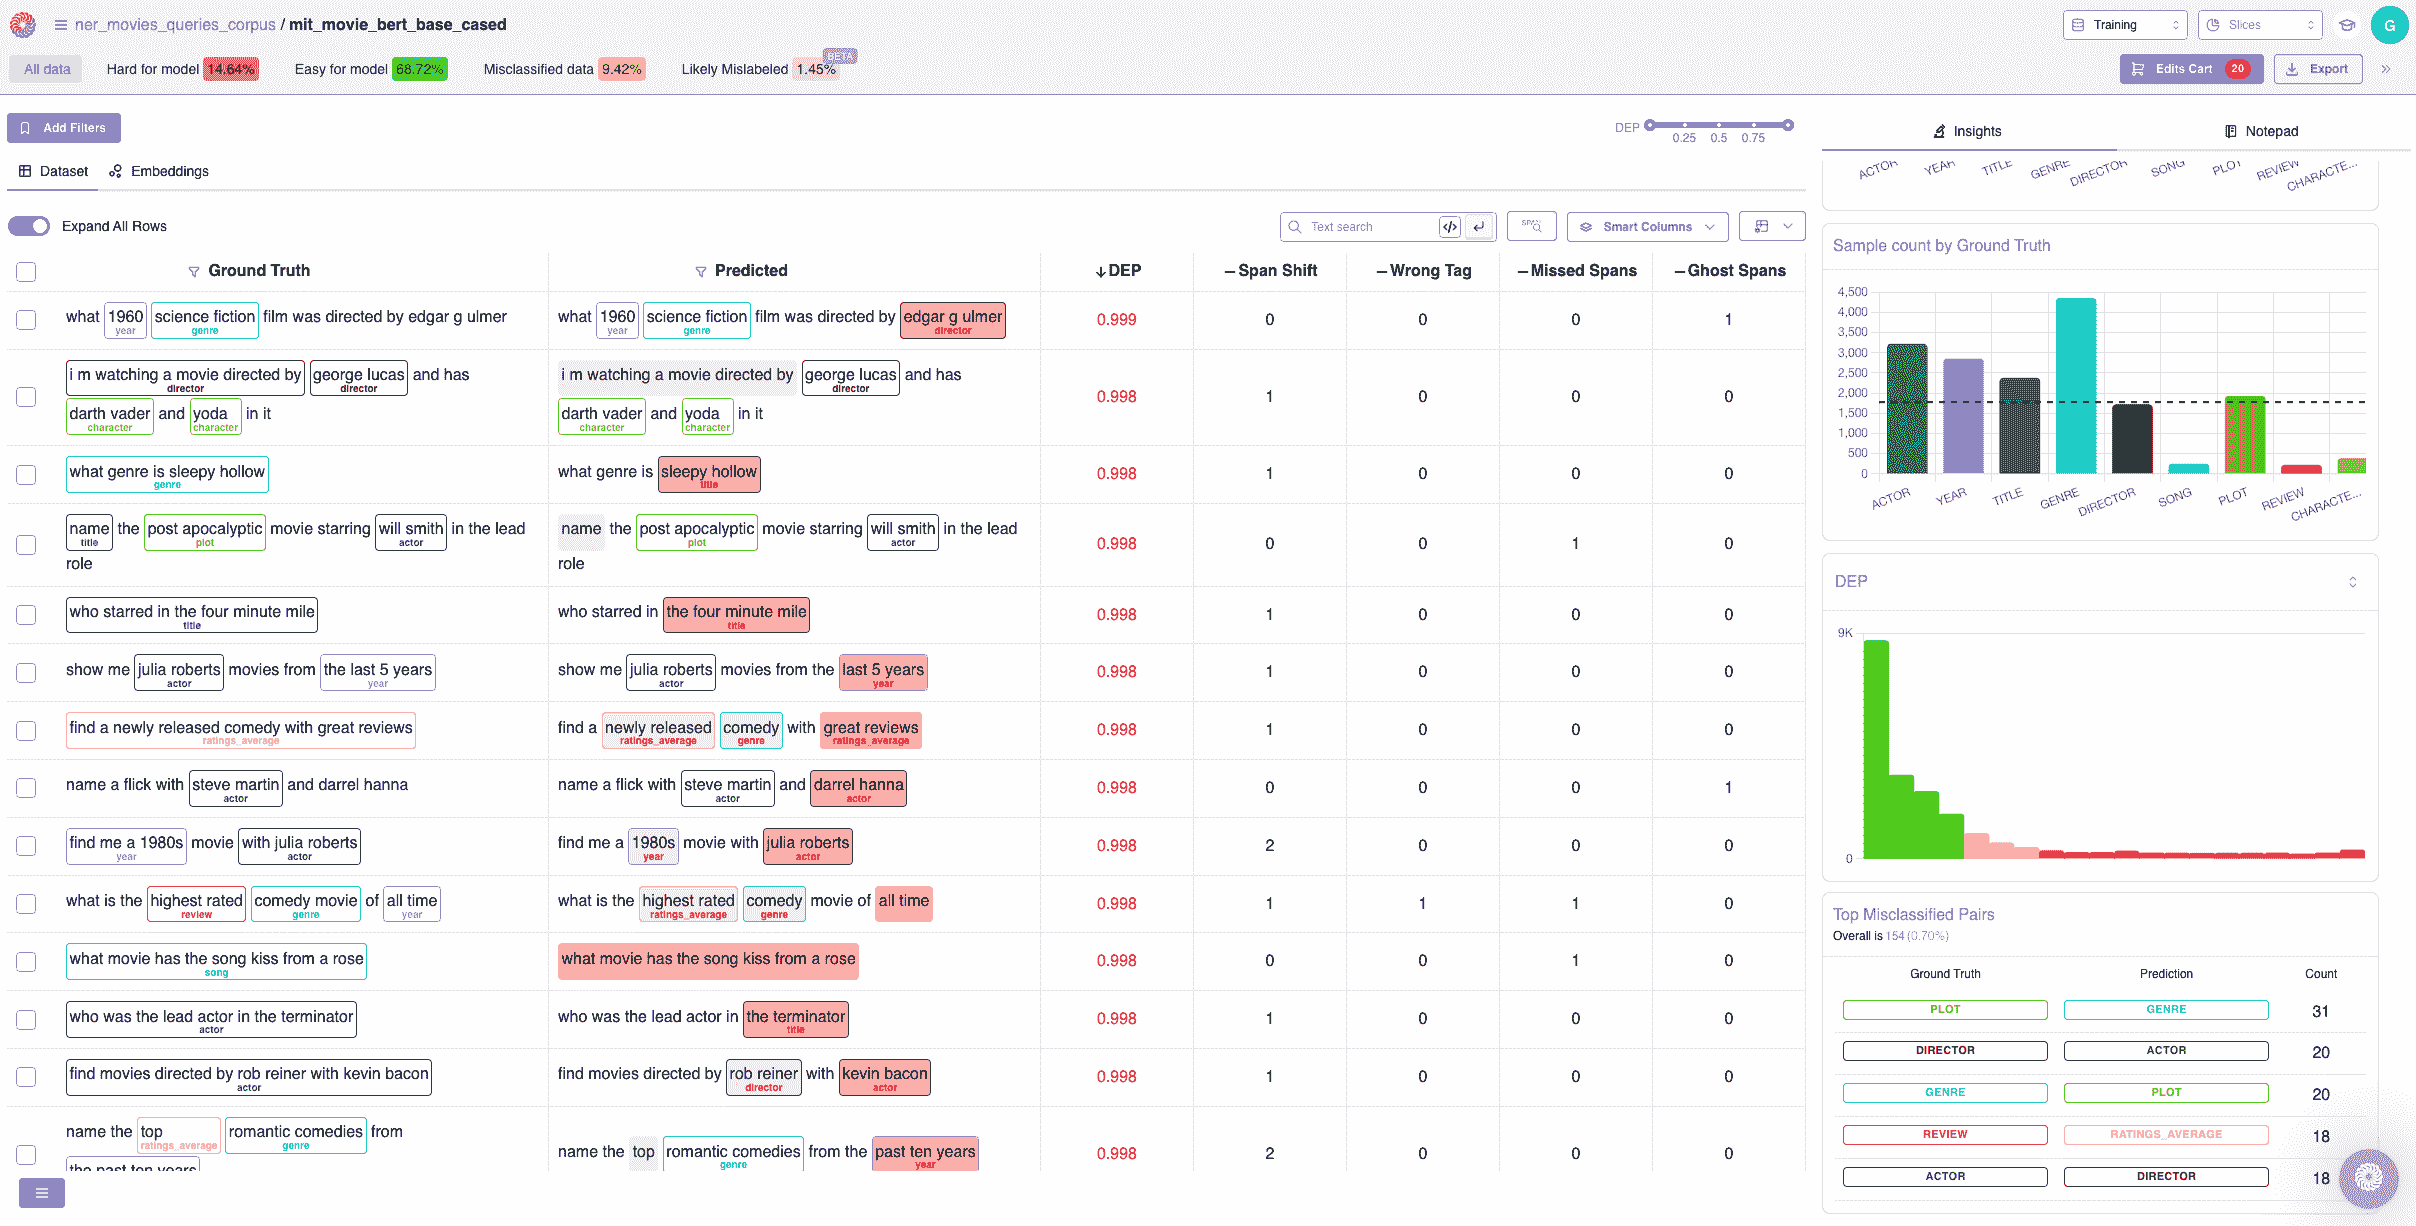 ner_movies_queries_corpus / mit_movie_bert_base_cased
Training
Slices
G
All data
Hard for model 14.64%
Easy for model 68.72%
Misclassified data 9.42%
Likely Mislabeled 1.45%
BETA
Edits Cart 20
Export
Add Filters
DEP
0.25 0.5 0.75
Insights
Notepad
Dataset
Embeddings
ACTOR YEAR TITLE GENRE DIRECTOR SONG PLOT REVIEW CHARACTE...
Expand All Rows
Text search
SPAN
Smart Columns
Ground Truth Predicted DEP Span Shift Wrong Tag Missed Spans Ghost Spans
what 1960 science fiction film was directed by edgar g ulmer
year genre
what 1960 science fiction film was directed by edgar g ulmer
year genre director
0.999 0 0 0 1
i m watching a movie directed by george lucas and has
director director
darth vader and yoda in it
character character
i m watching a movie directed by george lucas and has
director
darth vader and yoda in it
character character
0.998 1 0 0 0
what genre is sleepy hollow
genre
what genre is sleepy hollow
title
0.998 1 0 0 0
name the post apocalyptic movie starring will smith in the lead
title plot actor
role
name the post apocalyptic movie starring will smith in the lead
plot actor
role
0.998 0 0 1 0
who starred in the four minute mile
title
who starred in the four minute mile
title
0.998 1 0 0 0
show me julia roberts movies from the last 5 years
actor year
show me julia roberts movies from the last 5 years
actor year
0.998 1 0 0 0
find a newly released comedy with great reviews
ratings_average
find a newly released comedy with great reviews
ratings_average genre ratings_average
0.998 1 0 0 0
name a flick with steve martin and darrel hanna
actor
name a flick with steve martin and darrel hanna
actor actor
0.998 0 0 0 1
find me a 1980s movie with julia roberts
year actor
find me a 1980s movie with julia roberts
year actor
0.998 2 0 0 0
what is the highest rated comedy movie of all time
review genre year
what is the highest rated comedy movie of all time
ratings_average genre
0.998 1 1 1 0
what movie has the song kiss from a rose
song
what movie has the song kiss from a rose
0.998 0 0 1 0
who was the lead actor in the terminator
actor
who was the lead actor in the terminator
title
0.998 1 0 0 0
find movies directed by rob reiner with kevin bacon
actor
find movies directed by rob reiner with kevin bacon
director actor
0.998 1 0 0 0
name the top romantic comedies from
ratings_average genre
the past ten years
name the top romantic comedies from the past ten years
genre year
0.998 2 0 0 0
Sample count by Ground Truth
4,500
4,000
3,500
3,000
2,500
2,000
1,500
1,000
500
0
ACTOR YEAR TITLE GENRE DIRECTOR SONG PLOT REVIEW CHARACTE...
DEP
9K
0
Top Misclassified Pairs
Overall is 154 (0.70%)
Ground Truth Prediction Count
PLOT GENRE 31
DIRECTOR ACTOR 20
GENRE PLOT 20
REVIEW RATINGS_AVERAGE 18
ACTOR DIRECTOR 18